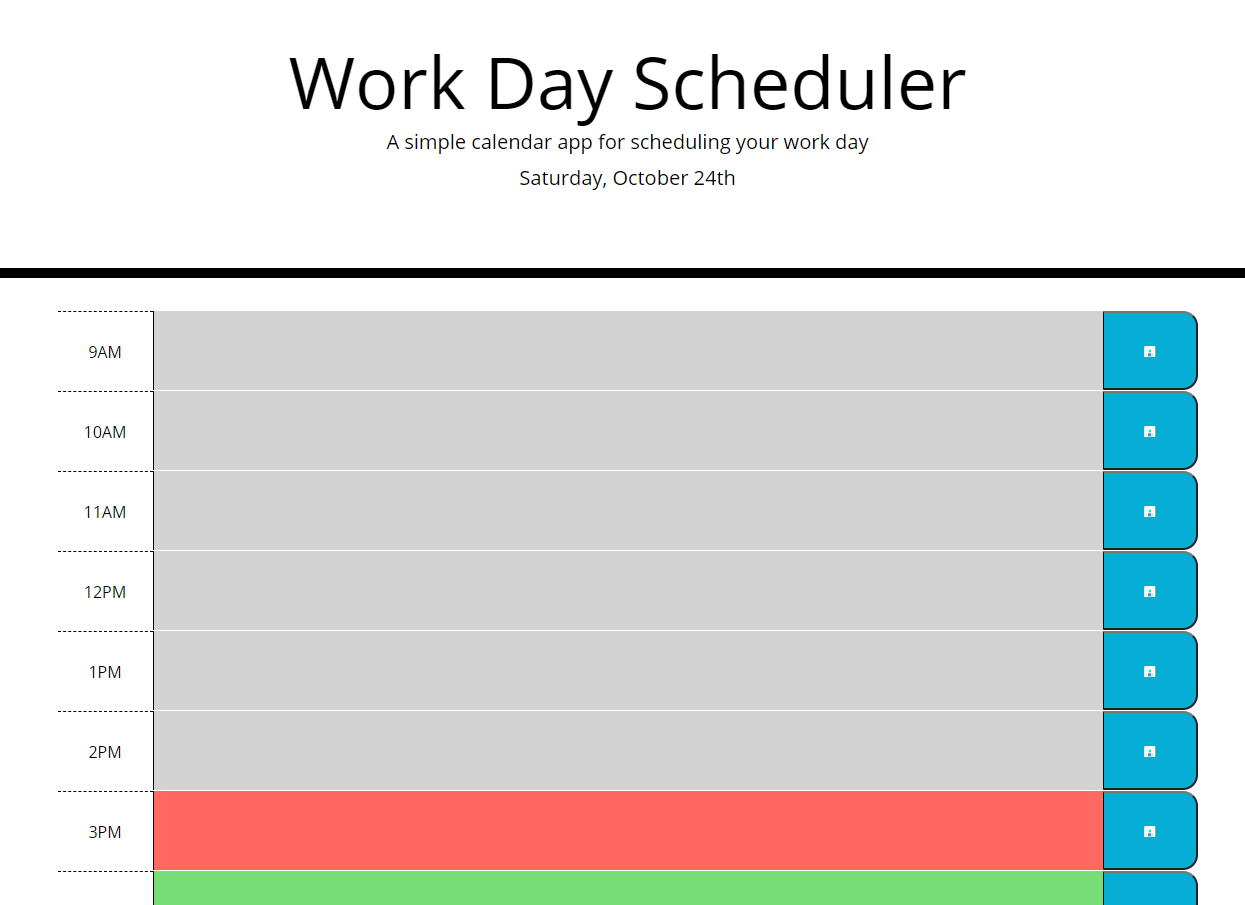 Work Day Scheduler
A simple calendar app for scheduling your work day
Saturday, October 24th
9AM
10AM
11AM
12PM
1PM
2PM
3PM